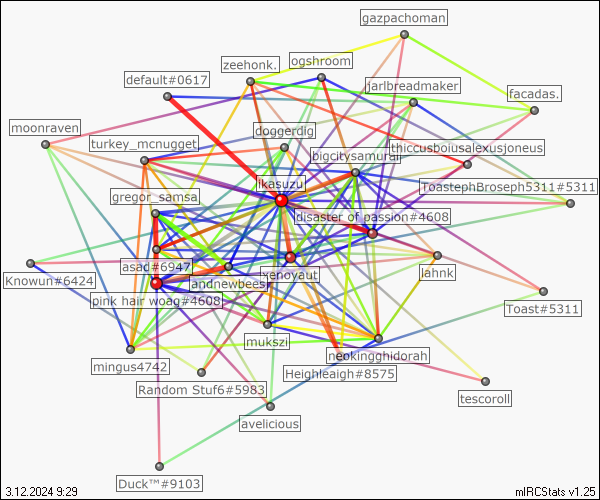 gazpachoman
ogshroom
zeehonk.
default#0617
jarlbreadmaker
facadas.
moonraven
doggerdig
turkey_mcnugget
thiccusboiusalexusjoneus
bigcitysamurai
Ikasuzu
ToastephBroseph5311#5311
gregor_samsa
disaster of passion#4608
asad#6947
xenoyaut
lahnk
Knowun#6424
andnewbees
pink hair woag#4608
Toast#5311
mukszi
neokingghidorah
mingus4742
Heighleaigh#8575
Random Stuf6#5983
tescoroll
avelicious
Duck™#9103
3.12.2024 9:29
mIRCStats v1.25